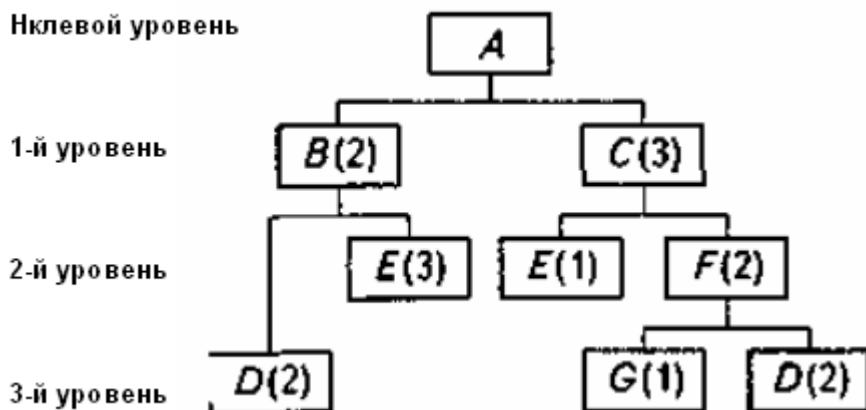 Нклевой уровень
A
1-й уровень
B(2)
C(3)
2-й уровень
E(3)
E(1)
F(2)
3-й уровень
D(2)
G(1)
D(2)